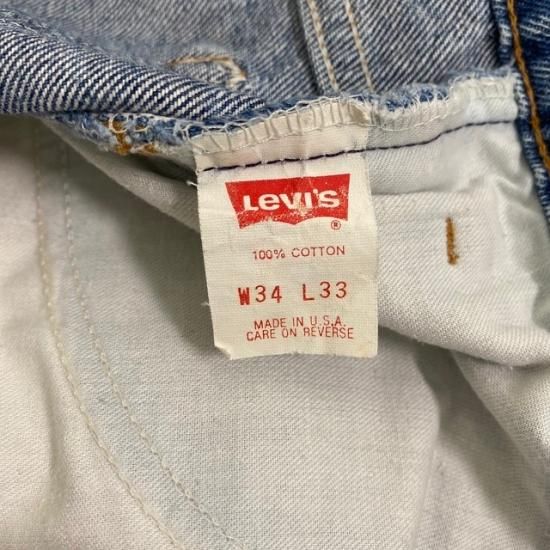 Levi's
®
100% COTTON
W34 L33
MADE IN U.S.A.
CARE ON REVERSE